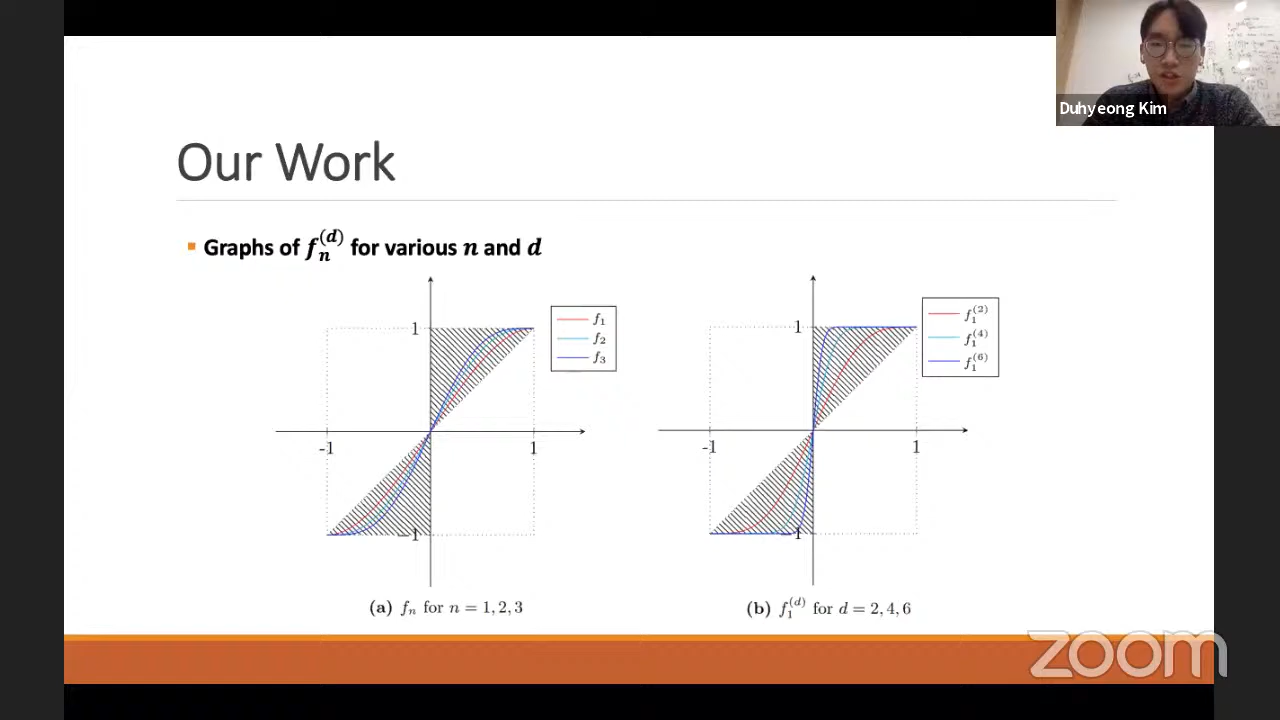 Duhyeong Kim
Our Work
Graphs of f_n^{(d)} for various n and d
1
f_1
f_2
f_3
-1
1
-1
(a) f_n for n = 1, 2, 3
1
f_1^{(2)}
f_1^{(4)}
f_1^{(6)}
-1
1
-1
(b) f_1^{(d)} for d = 2, 4, 6
zoom